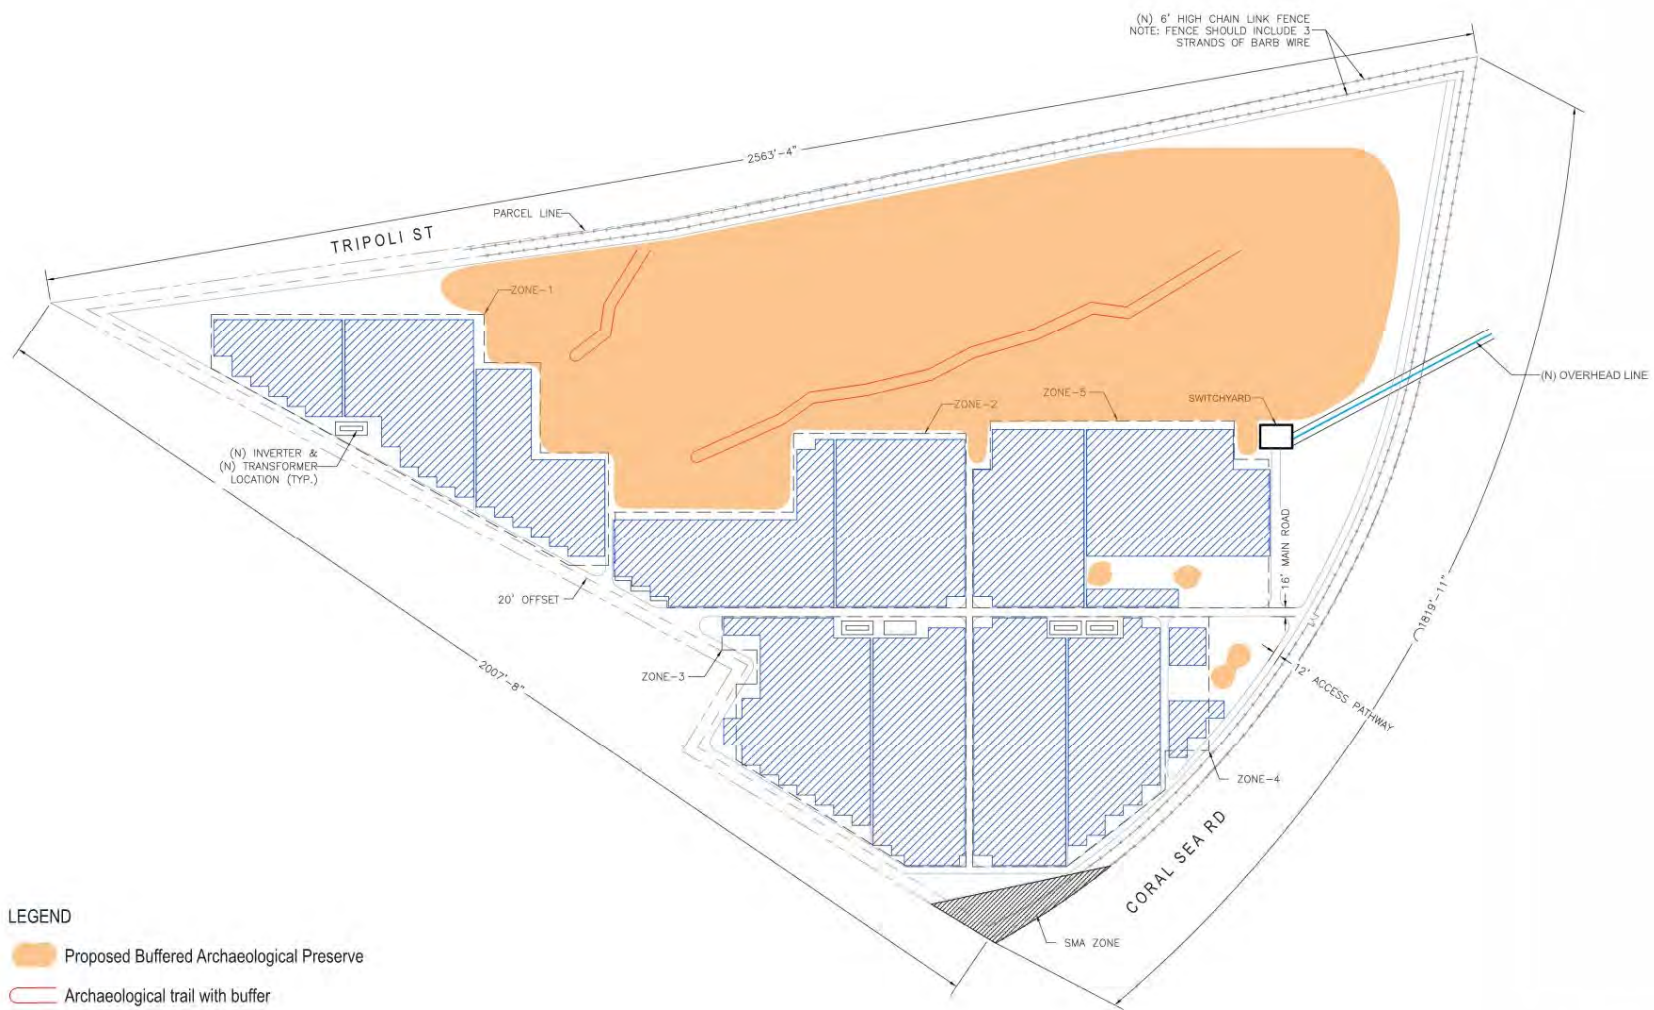 (N) 6' HIGH CHAIN LINK FENCE
NOTE: FENCE SHOULD INCLUDE 3
STRANDS OF BARB WIRE
2563'-4"
PARCEL LINE
TRIPOLI ST
ZONE-1
(N) OVERHEAD LINE
ZONE-5
SWITCHYARD
ZONE-2
(N) INVERTER &
(N) TRANSFORMER
LOCATION (TYP.)
16' MAIN ROAD
20' OFFSET
1819'-11"
2007'-8"
ZONE-3
12' ACCESS PATHWAY
ZONE-4
CORAL SEA RD
SMA ZONE
LEGEND
Proposed Buffered Archaeological Preserve
Archaeological trail with buffer